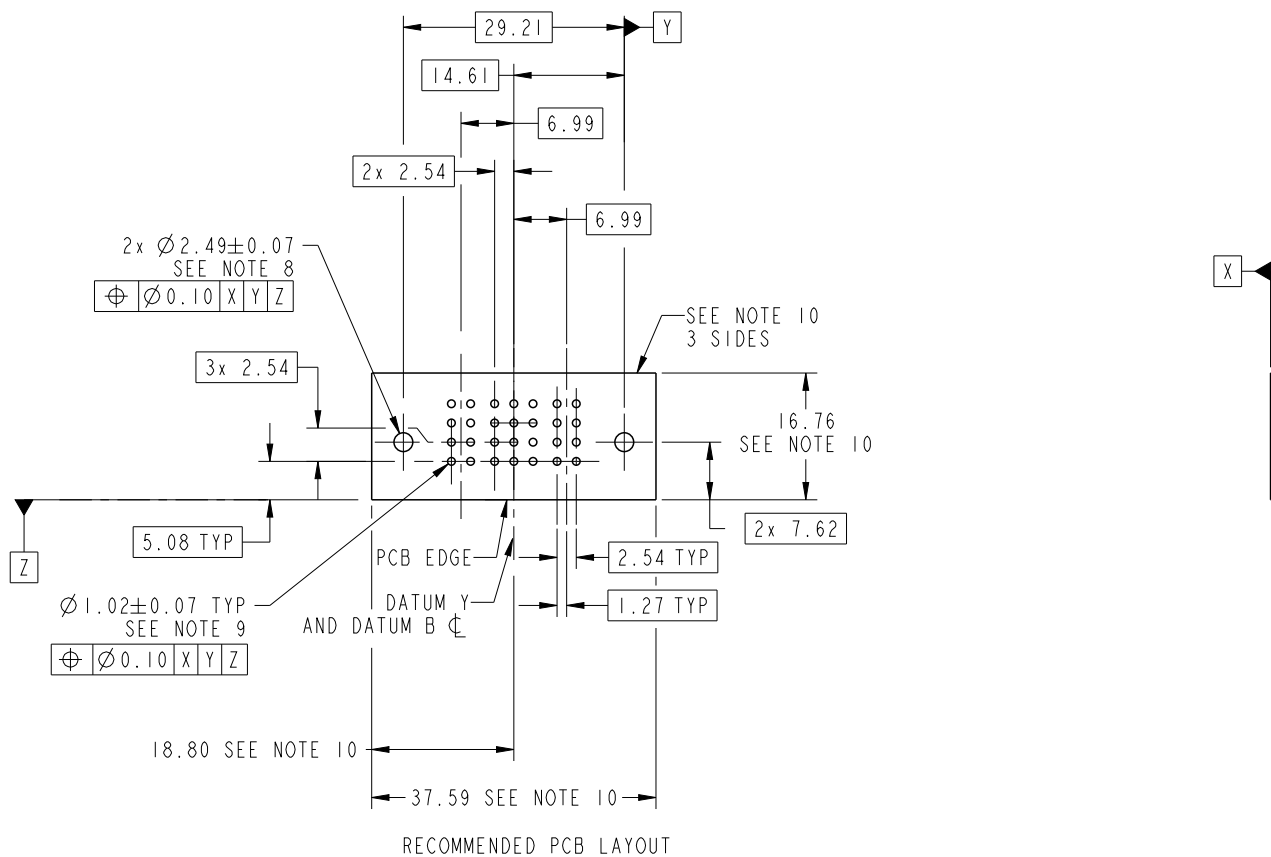 29.21
Y
14.61
6.99
2x 2.54
6.99
2x Ø2.49±0.07
SEE NOTE 8
⌖ Ø0.10 X Y Z
X
SEE NOTE 10
3 SIDES
3x 2.54
16.76
SEE NOTE 10
2x 7.62
5.08 TYP
Z
PCB EDGE
2.54 TYP
DATUM Y
AND DATUM B ℄
1.27 TYP
Ø1.02±0.07 TYP
SEE NOTE 9
⌖ Ø0.10 X Y Z
18.80 SEE NOTE 10
37.59 SEE NOTE 10
RECOMMENDED PCB LAYOUT